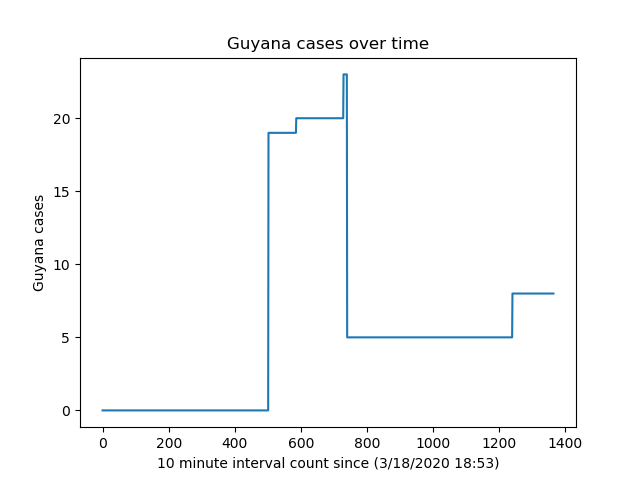 Guyana cases over time
Guyana cases
20
15
10
5
0
0 200 400 600 800 1000 1200 1400
10 minute interval count since (3/18/2020 18:53)